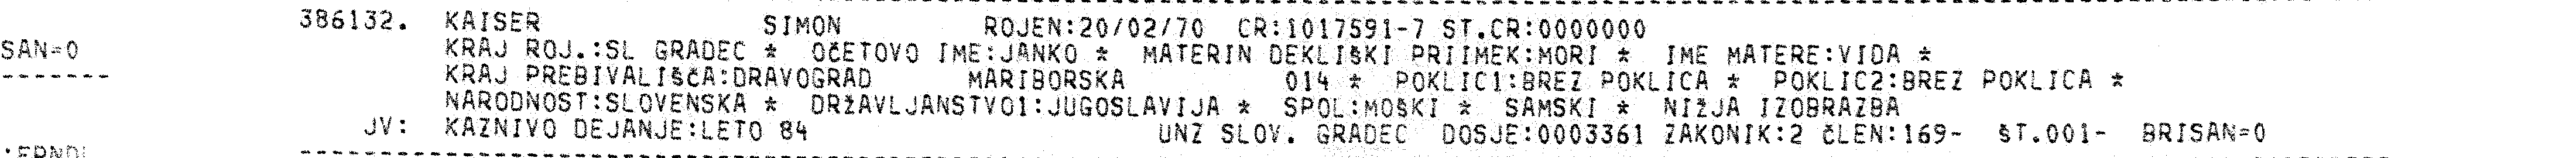 386132. KAISER SIMON ROJEN:20/02/70 CR:1017591-7 ST.CR:0000000
SAN=0 KRAJ ROJ.:SL GRADEC * OČETOVO IME:JANKO * MATERIN DEKLIŠKI PRIIMEK:MORI * IME MATERE:VIDA *
------- KRAJ PREBIVALIŠČA:DRAVOGRAD MARIBORSKA 014 * POKLIC1:BREZ POKLICA * POKLIC2:BREZ POKLICA *
NARODNOST:SLOVENSKA * DRŽAVLJANSTVO1:JUGOSLAVIJA * SPOL:MOŠKI * SAMSKI * NIŽJA IZOBRAZBA
JV: KAZNIVO DEJANJE:LETO 84 UNZ SLOV. GRADEC DOSJE:0003361 ZAKONIK:2 ČLEN:169- ŠT.001- BRISAN=0